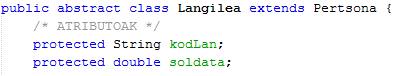 public abstract class Langilea extends Pertsona {
/* ATRIBUTOAK */
protected String kodLan;
protected double soldata;